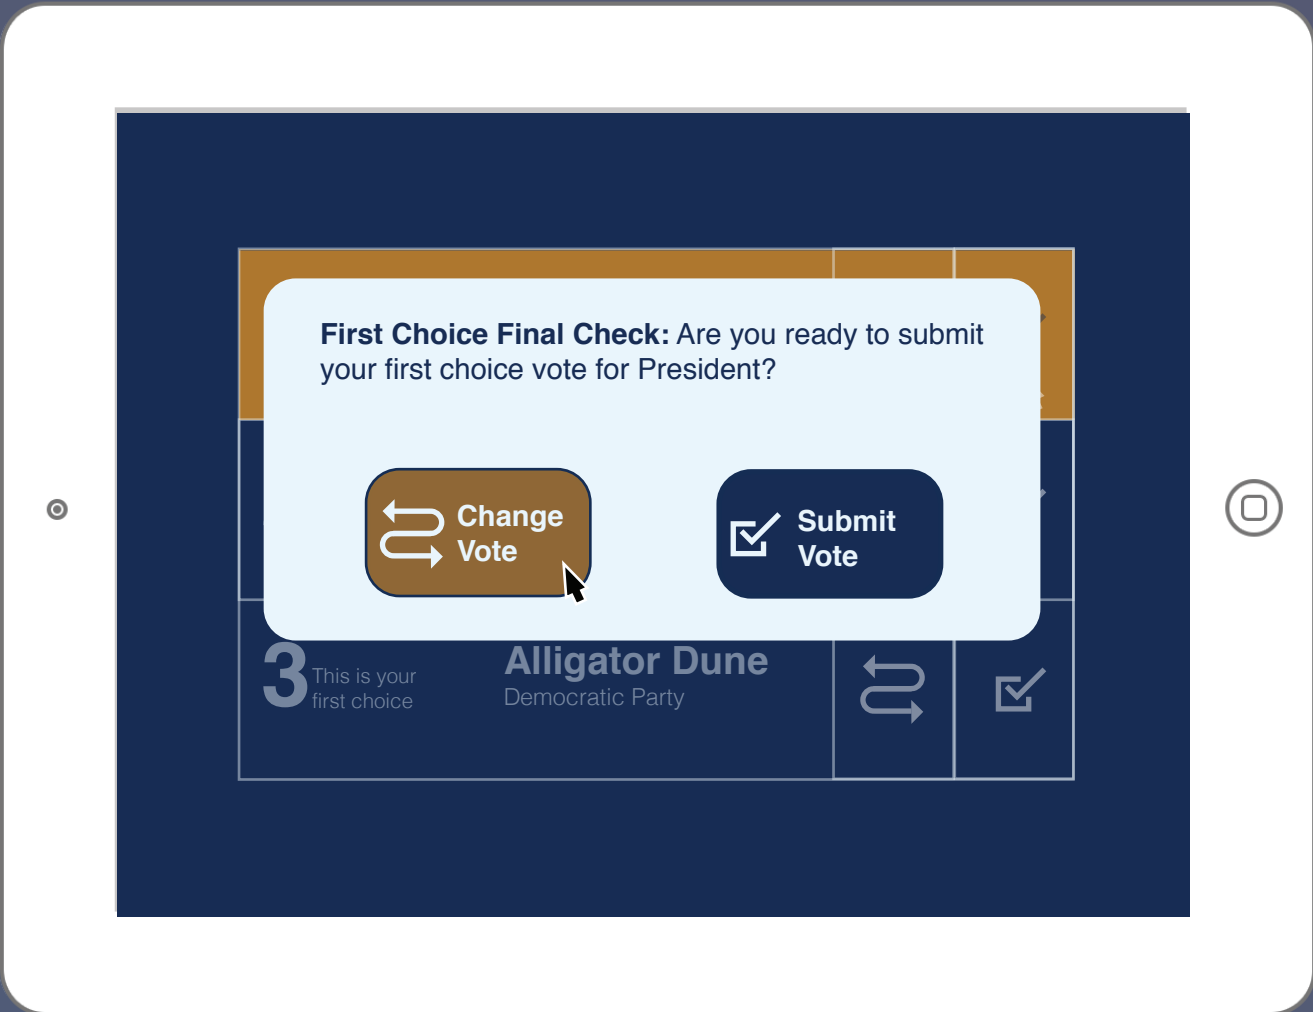 First Choice Final Check: Are you ready to submit
your first choice vote for President?
Change
Vote
Submit
Vote
3
This is your
first choice
Alligator Dune
Democratic Party